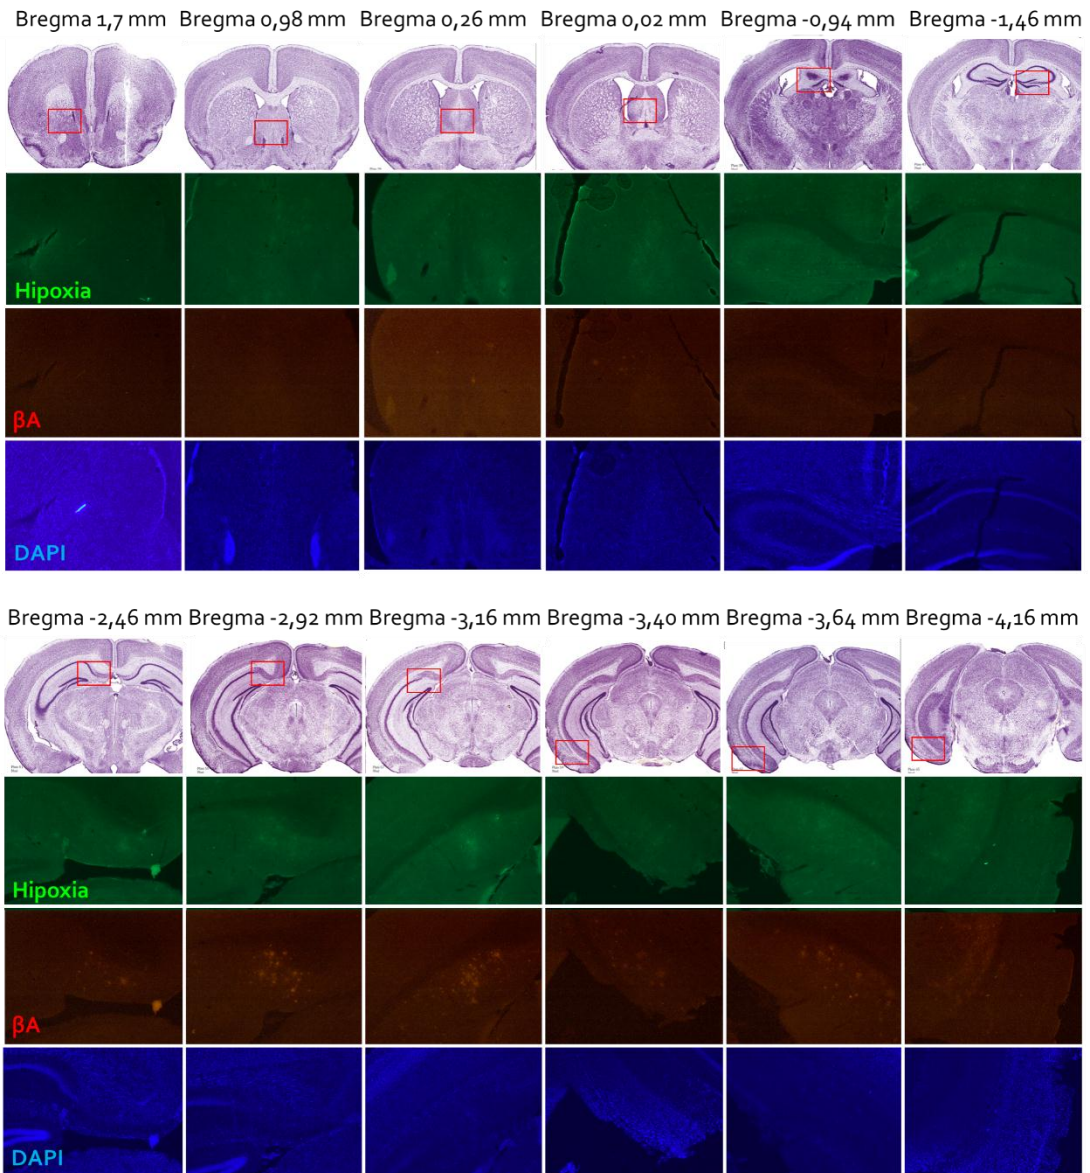 Bregma 1,7 mm Bregma 0,98 mm Bregma 0,26 mm Bregma 0,02 mm Bregma -0,94 mm Bregma -1,46 mm
Hipoxia
βA
DAPI
Bregma -2,46 mm Bregma -2,92 mm Bregma -3,16 mm Bregma -3,40 mm Bregma -3,64 mm Bregma -4,16 mm
Hipoxia
βA
DAPI